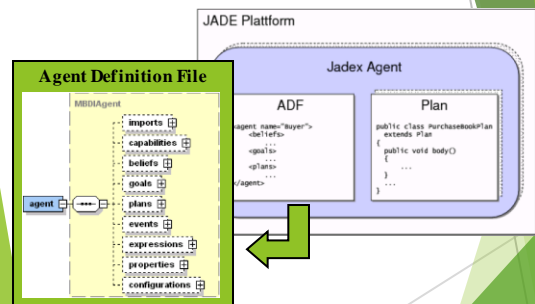 JADE Plattform
Jadex Agent
ADF
<agent name="Buyer">
<beliefs>
...
<goals>
...
<plans>
...
</agent>
Plan
public class PurchaseBookPlan
extends Plan
{
public void body()
{
...
}
...
}
Agent Definition File
MBDIAgent
agent
imports
capabilities
beliefs
goals
plans
events
expressions
properties
configurations